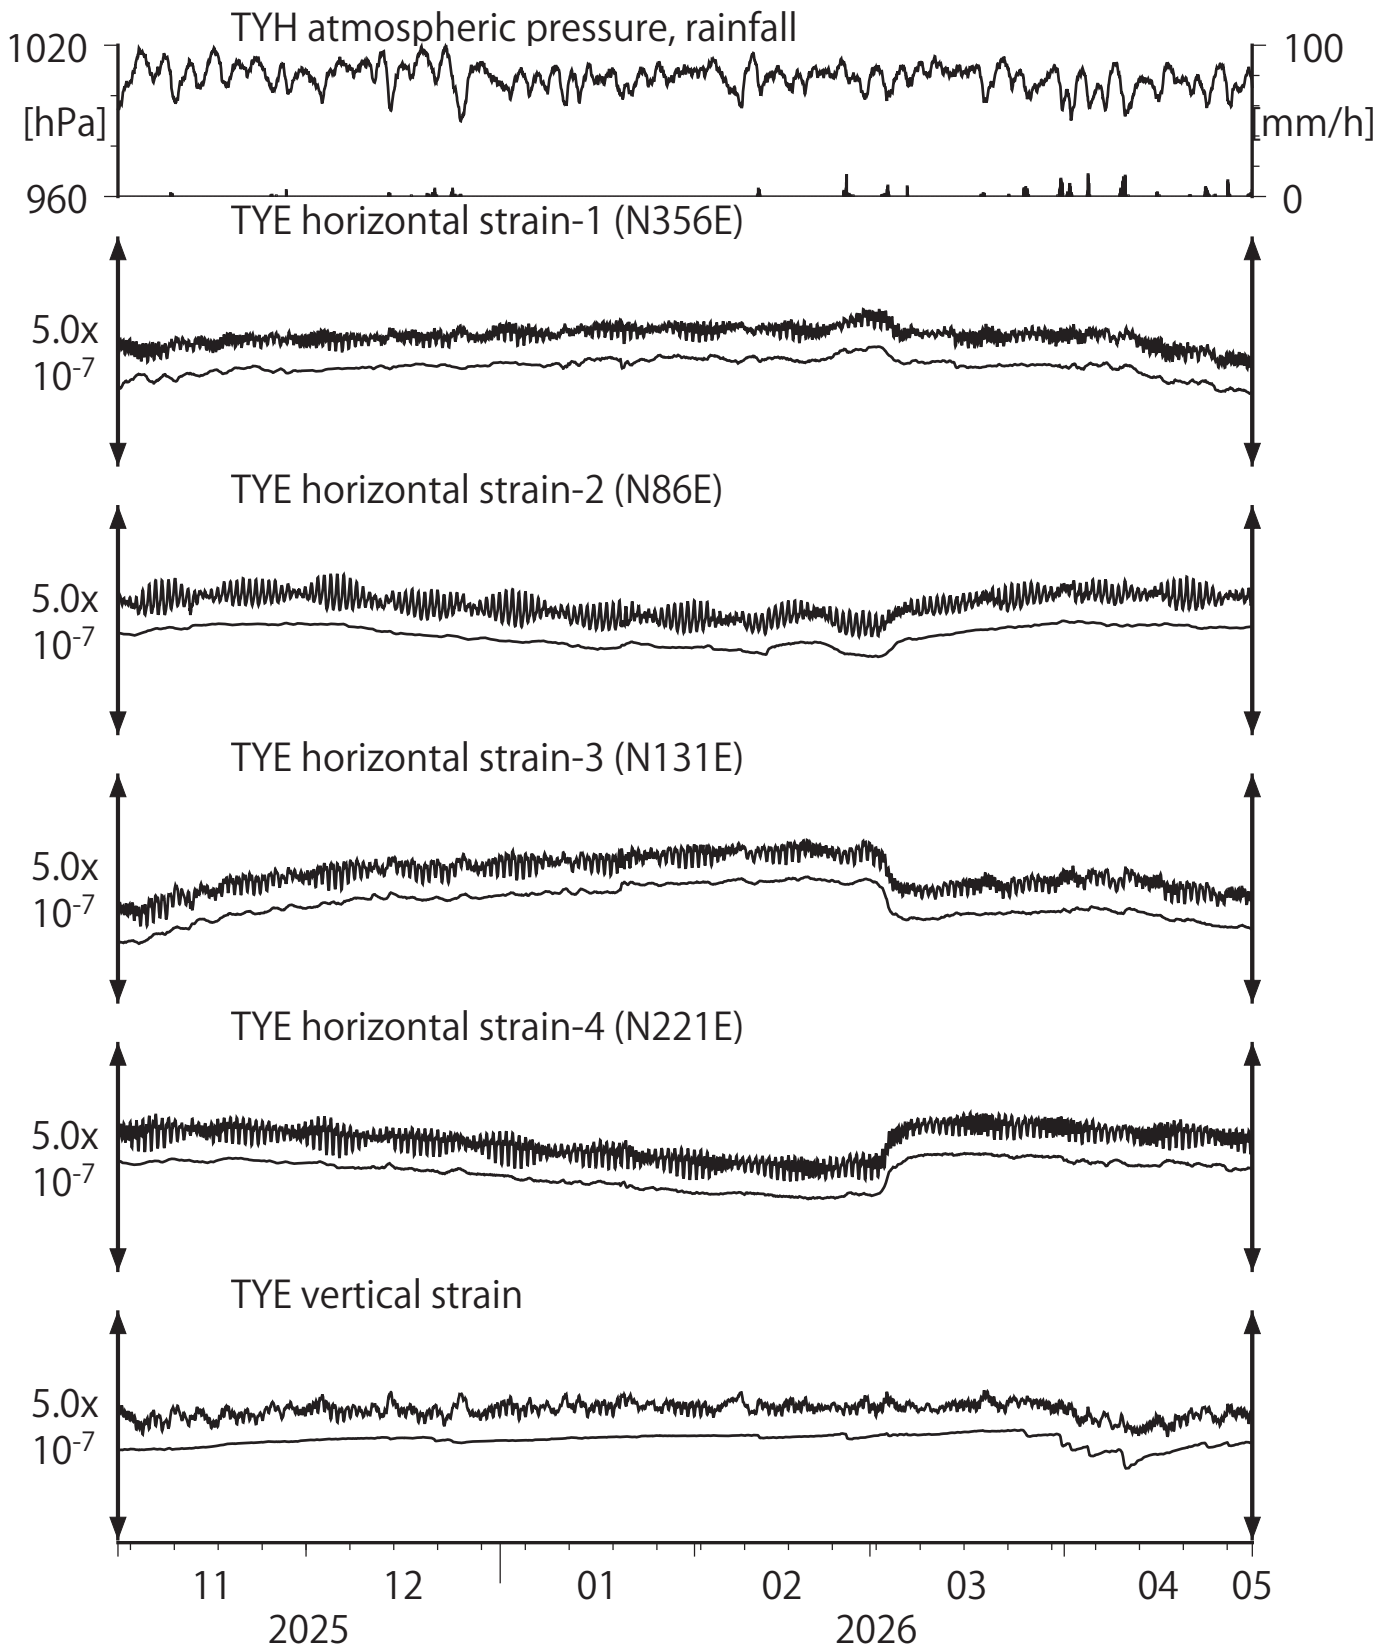 TYH atmospheric pressure, rainfall
1020
100
[hPa]
[mm/h]
960
0
TYE horizontal strain-1 (N356E)
5.0x
10-7
TYE horizontal strain-2 (N86E)
5.0x
10-7
TYE horizontal strain-3 (N131E)
5.0x
10-7
TYE horizontal strain-4 (N221E)
5.0x
10-7
TYE vertical strain
5.0x
10-7
11 12 01 02 03 04 05
2025 2026